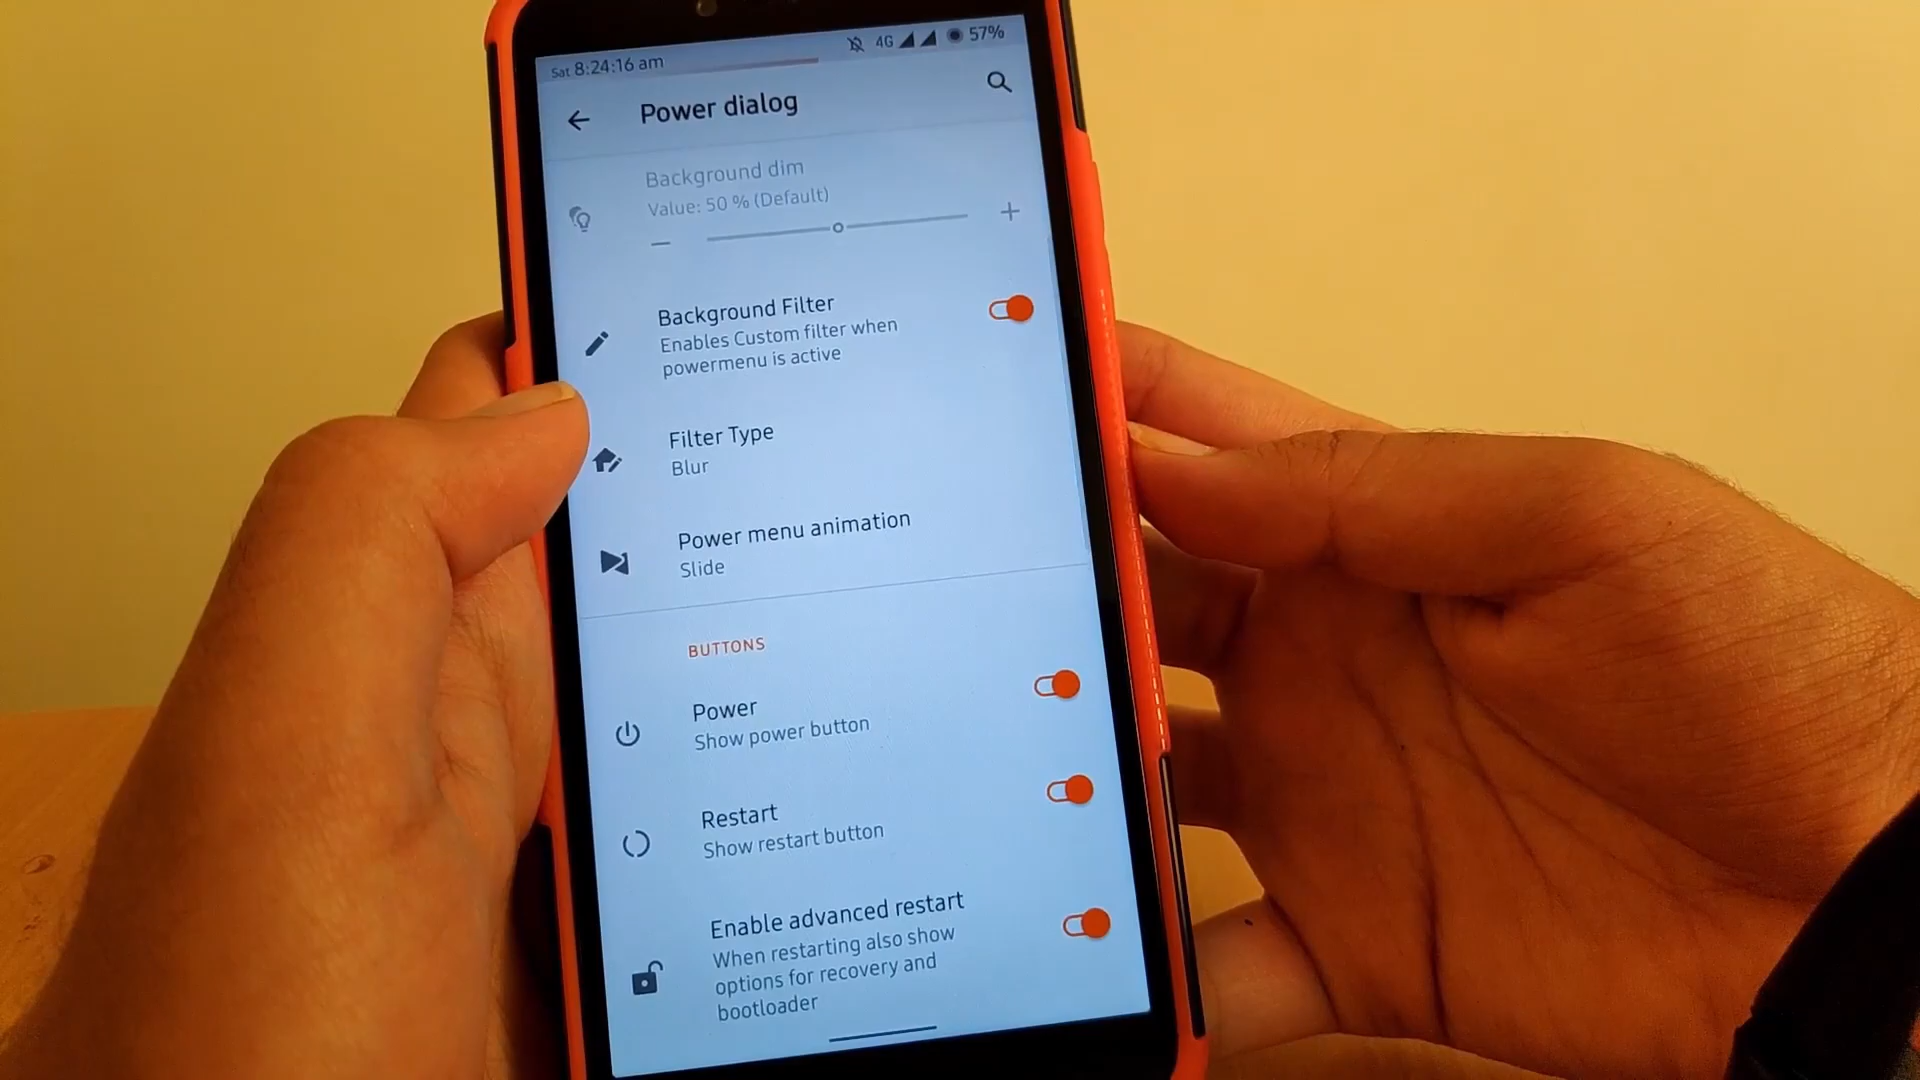 Sat 8:24:16 am
4G
57%
Power dialog
Background dim
Value: 50 % (Default)
Background Filter
Enables Custom filter when
powermenu is active
Filter Type
Blur
Power menu animation
Slide
BUTTONS
Power
Show power button
Restart
Show restart button
Enable advanced restart
When restarting also show
options for recovery and
bootloader